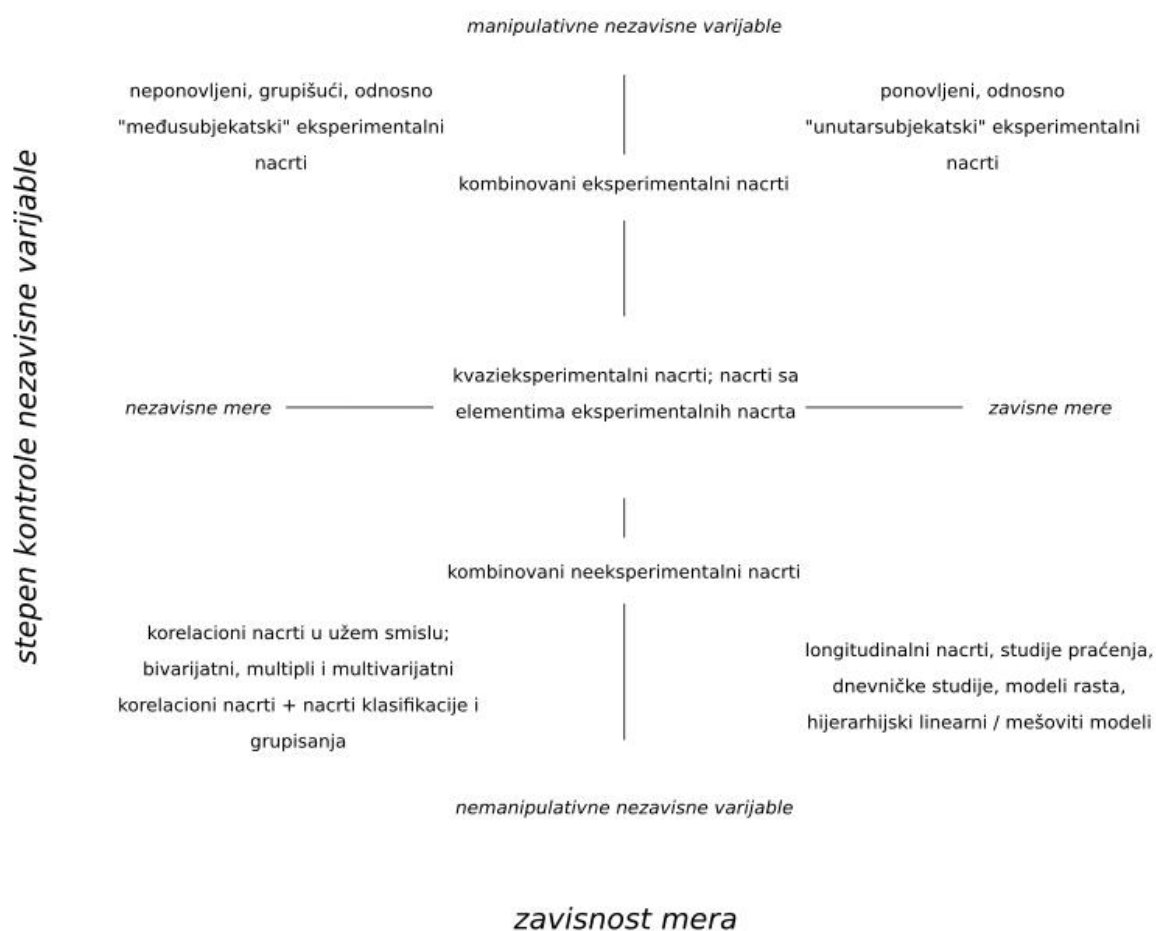 manipulativne nezavisne varijable
neponovljeni, grupišući, odnosno
"međusubjekatski" eksperimentalni
nacrti
ponovljeni, odnosno
"unutarsubjekatski" eksperimentalni
nacrti
kombinovani eksperimentalni nacrti
stepen kontrole nezavisne varijable
nezavisne mere
kvazieksperimentalni nacrti; nacrti sa
elementima eksperimentalnih nacrta
zavisne mere
kombinovani neeksperimentalni nacrti
korelacioni nacrti u užem smislu;
bivarijatni, multipli i multivarijatni
korelacioni nacrti + nacrti klasifikacije i
grupisanja
longitudinalni nacrti, studije praćenja,
dnevničke studije, modeli rasta,
hijerarhijski linearni / mešoviti modeli
nemanipulativne nezavisne varijable
zavisnost mera